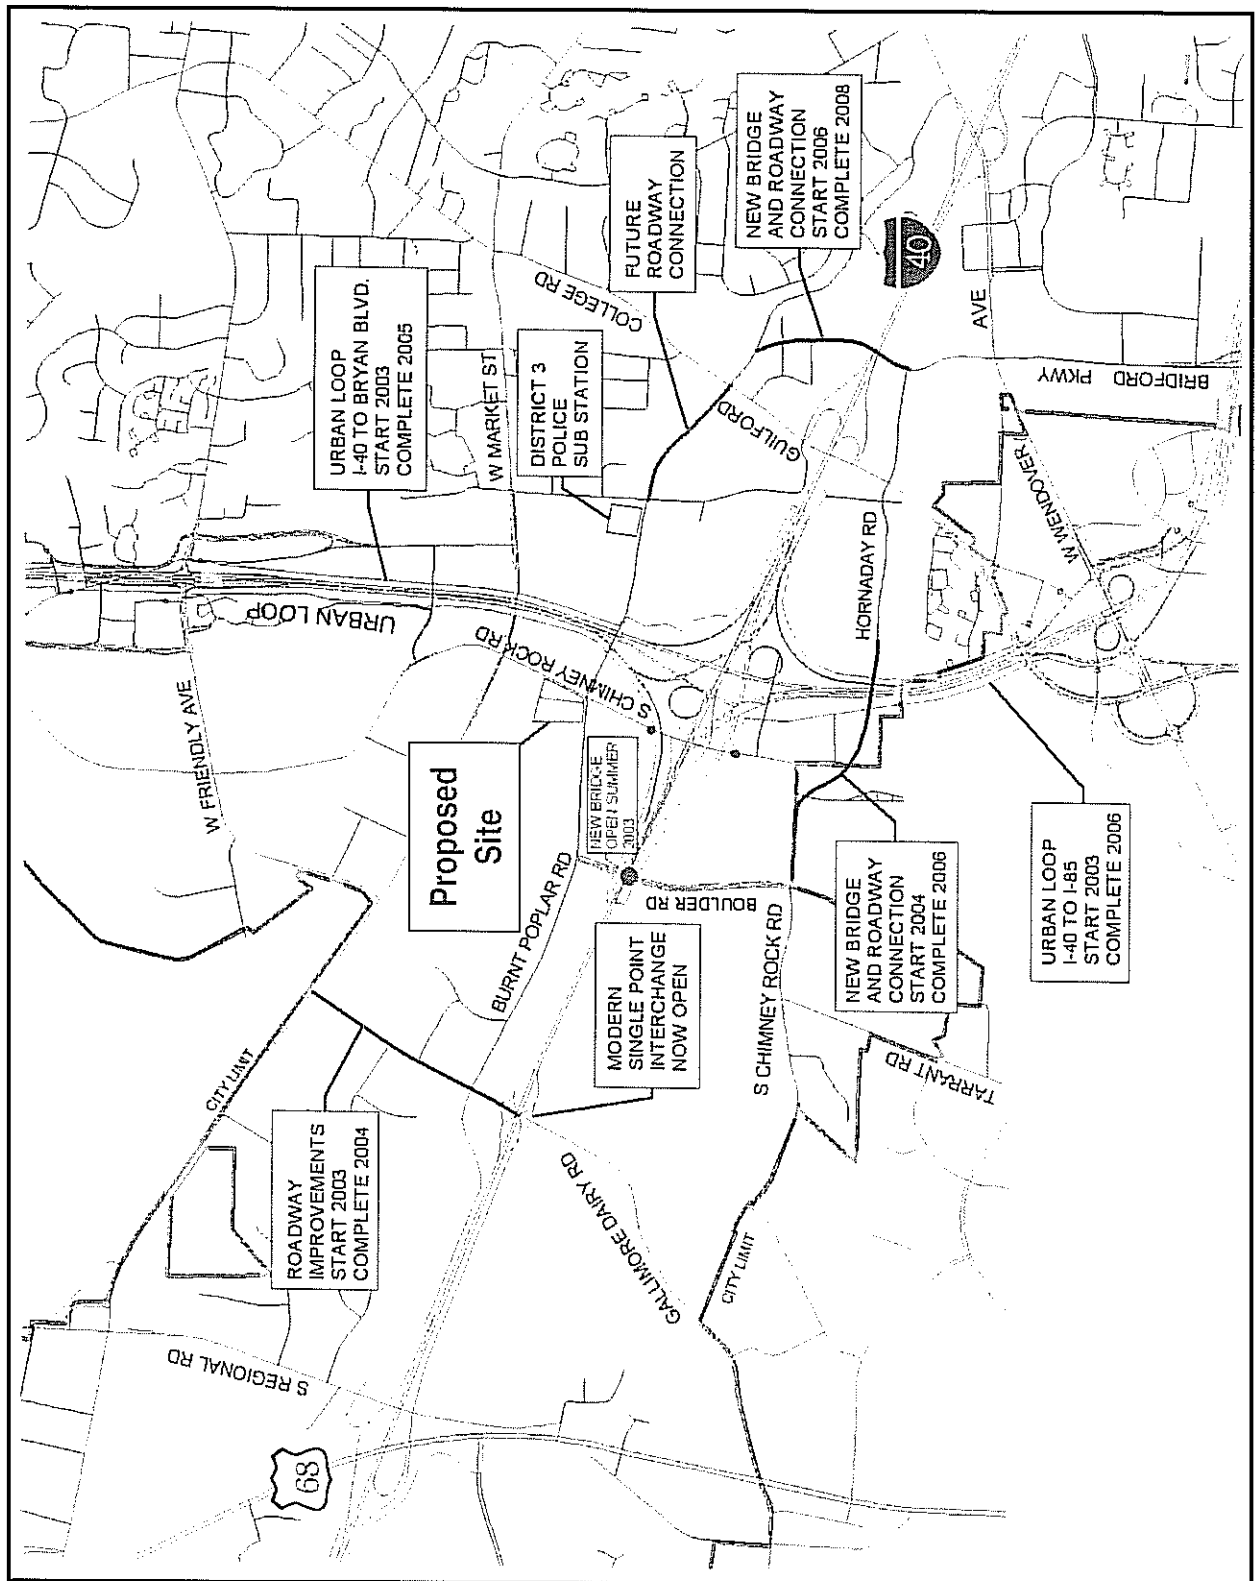 URBAN LOOP
I-40 TO BRYAN BLVD.
START 2003
COMPLETE 2005
W FRIENDLY AVE
URBAN LOOP
W MARKET ST
DISTRICT 3
POLICE
SUB STATION
COLLEGE RD
GUILFORD
FUTURE
ROADWAY
CONNECTION
NEW BRIDGE
AND ROADWAY
CONNECTION
START 2006
COMPLETE 2008
40
S CHIMNEY ROCK RD
Proposed
Site
NEW BRIDGE
OPEN SUMMER
2003
CITY LIMIT
ROADWAY
IMPROVEMENTS
START 2003
COMPLETE 2004
BURNT POPLAR RD
BOULDER RD
MODERN
SINGLE POINT
INTERCHANGE
NOW OPEN
HORNADAY RD
W WENDOVER
AVE
BRIDFORD PKWY
S REGIONAL RD
68
GALLIMORE DAIRY RD
CITY LIMIT
S CHIMNEY ROCK RD
TARRANT RD
NEW BRIDGE
AND ROADWAY
CONNECTION
START 2004
COMPLETE 2006
URBAN LOOP
I-40 TO I-85
START 2003
COMPLETE 2006